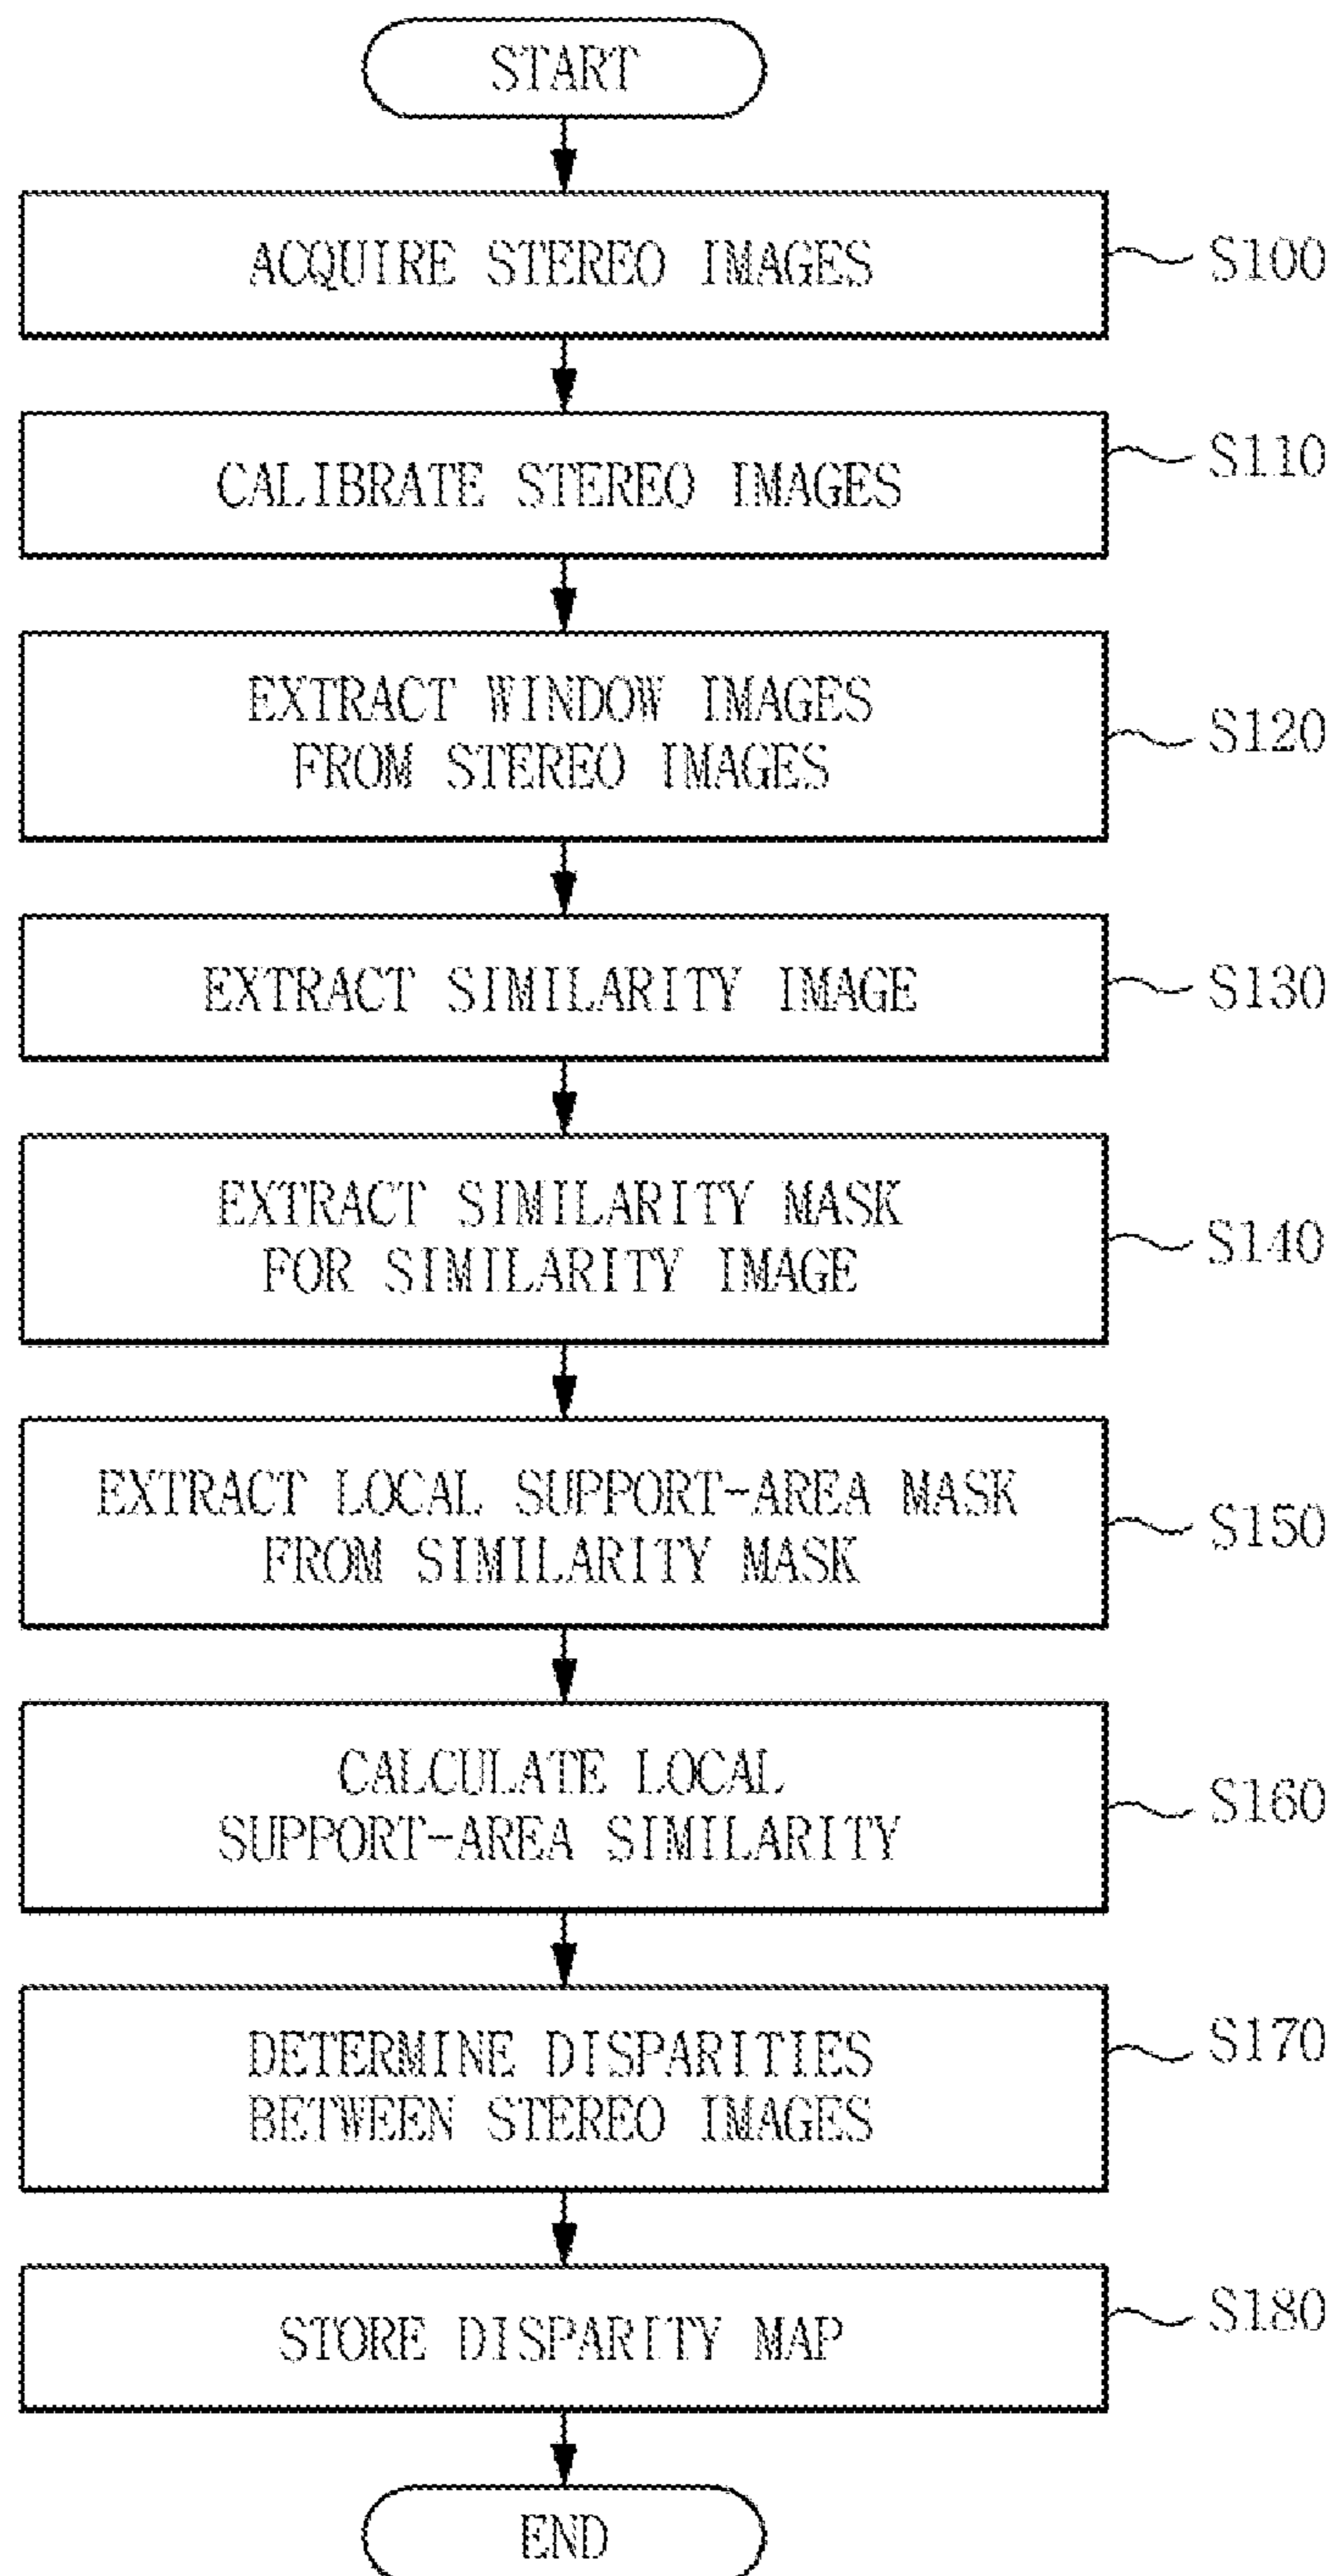 START
ACQUIRE STEREO IMAGES
S100
CALIBRATE STEREO IMAGES
S110
EXTRACT WINDOW IMAGES
FROM STEREO IMAGES
S120
EXTRACT SIMILARITY IMAGE
S130
EXTRACT SIMILARITY MASK
FOR SIMILARITY IMAGE
S140
EXTRACT LOCAL SUPPORT-AREA MASK
FROM SIMILARITY MASK
S150
CALCULATE LOCAL
SUPPORT-AREA SIMILARITY
S160
DETERMINE DISPARITIES
BETWEEN STEREO IMAGES
S170
STORE DISPARITY MAP
S180
END